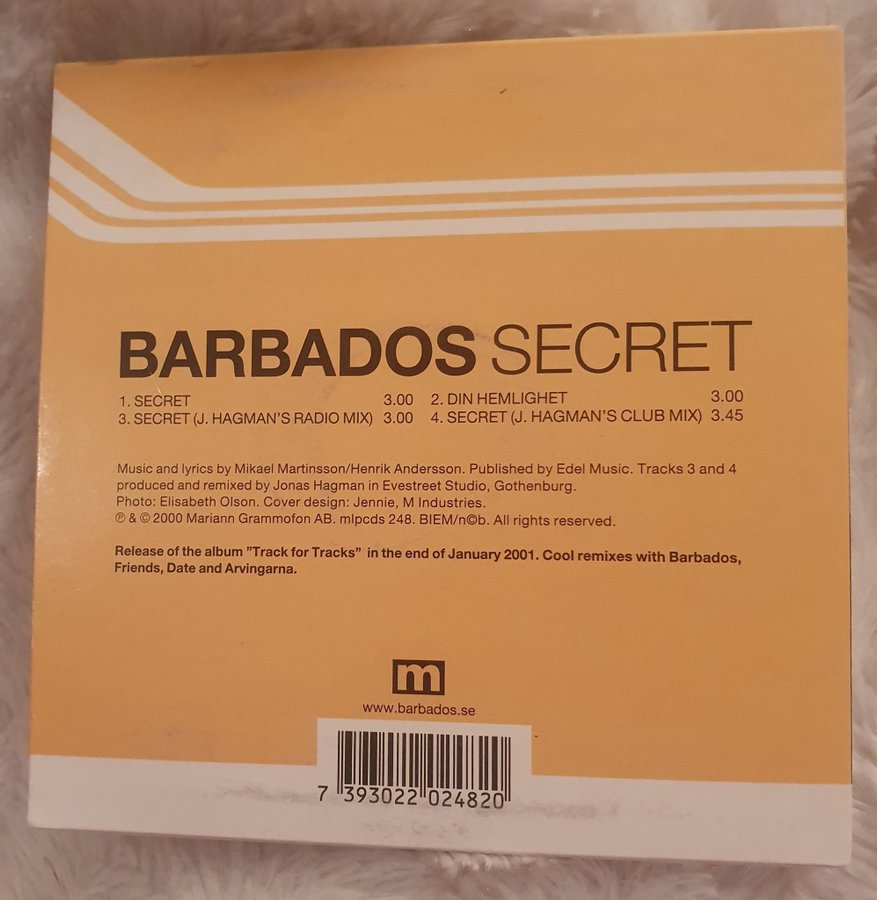 BARBADOS SECRET
1. SECRET 3.00 2. DIN HEMLIGHET 3.00
3. SECRET (J. HAGMAN'S RADIO MIX) 3.00 4. SECRET (J. HAGMAN'S CLUB MIX) 3.45
Music and lyrics by Mikael Martinsson/Henrik Andersson. Published by Edel Music. Tracks 3 and 4
produced and remixed by Jonas Hagman in Evestreet Studio, Gothenburg.
Photo: Elisabeth Olson. Cover design: Jennie, M Industries.
℗ & © 2000 Mariann Grammofon AB. mlpcds 248. BIEM/n©b. All rights reserved.
Release of the album "Track for Tracks" in the end of January 2001. Cool remixes with Barbados,
Friends, Date and Arvingarna.
m
www.barbados.se
7 393022 024820